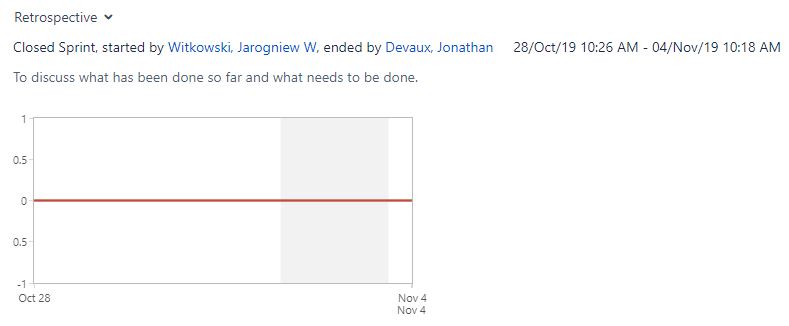 Retrospective
Closed Sprint, started by Witkowski, Jarogniew W, ended by Devaux, Jonathan 28/Oct/19 10:26 AM - 04/Nov/19 10:18 AM
To discuss what has been done so far and what needs to be done.
1
0.5
0
0.5
-1
Oct 28
Nov 4
Nov 4